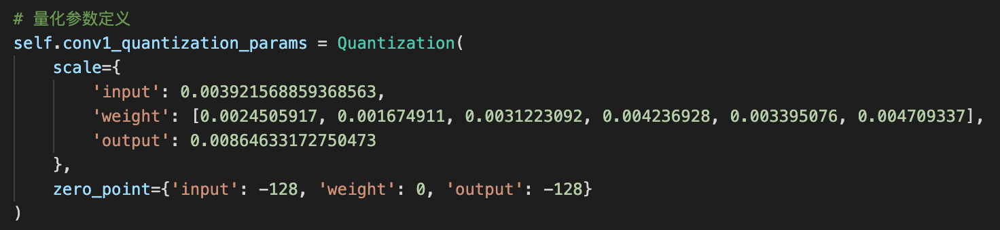 # 量化参数定义
self.conv1_quantization_params = Quantization(
scale={
'input': 0.003921568859368563,
'weight': [0.0024505917, 0.001674911, 0.0031223092, 0.004236928, 0.003395076, 0.004709337],
'output': 0.00864633172750473
},
zero_point={'input': -128, 'weight': 0, 'output': -128}
)